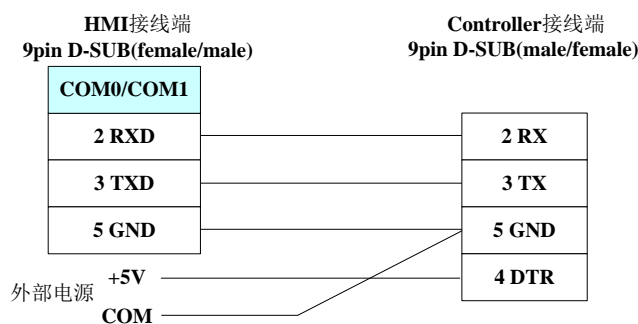 HMI接线端
9pin D-SUB(female/male)
Controller接线端
9pin D-SUB(male/female)
COM0/COM1
2 RXD
2 RX
3 TXD
3 TX
5 GND
5 GND
外部电源
+5V
4 DTR
COM